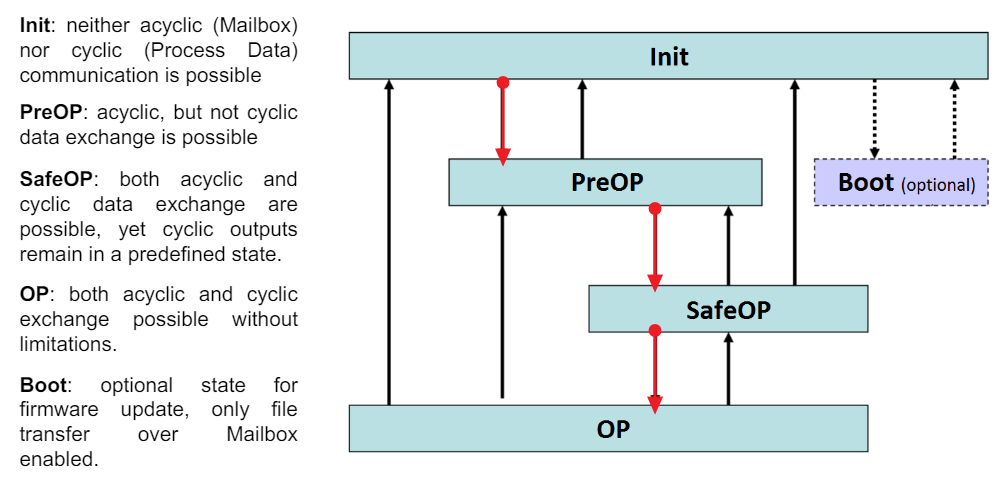 Init: neither acyclic (Mailbox)
nor cyclic (Process Data)
communication is possible
PreOP: acyclic, but not cyclic
data exchange is possible
SafeOP: both acyclic and
cyclic data exchange are
possible, yet cyclic outputs
remain in a predefined state.
OP: both acyclic and cyclic
exchange possible without
limitations.
Boot: optional state for
firmware update, only file
transfer over Mailbox
enabled.
Init
PreOP
Boot (optional)
SafeOP
OP